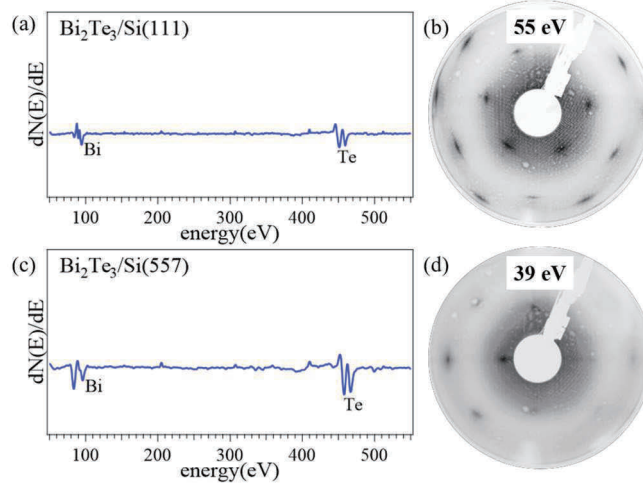 (a) Bi₂Te₃/Si(111)
dN(E)/dE
Bi
Te
100 200 300 400 500
energy(eV)
(b) 55 eV
(c) Bi₂Te₃/Si(557)
dN(E)/dE
Bi
Te
100 200 300 400 500
energy(eV)
(d) 39 eV